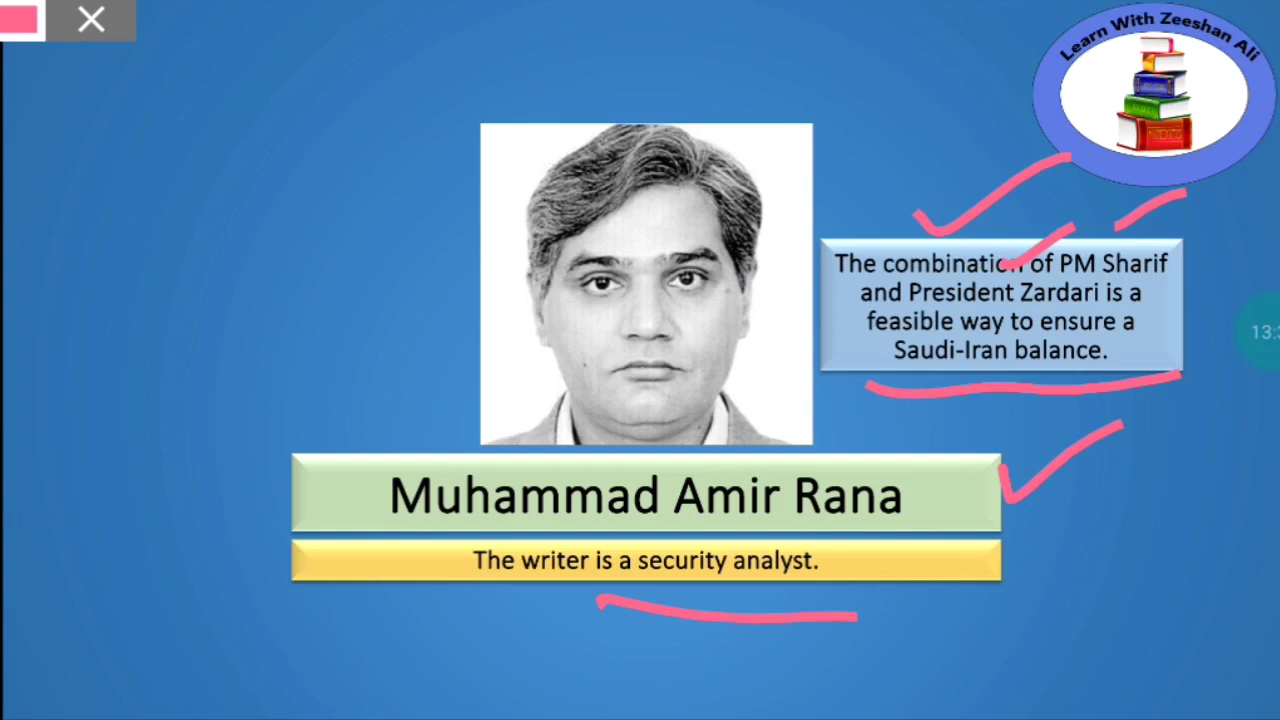 Learn With Zeeshan Ali
The combination of PM Sharif
and President Zardari is a
feasible way to ensure a
Saudi-Iran balance.
Muhammad Amir Rana
The writer is a security analyst.